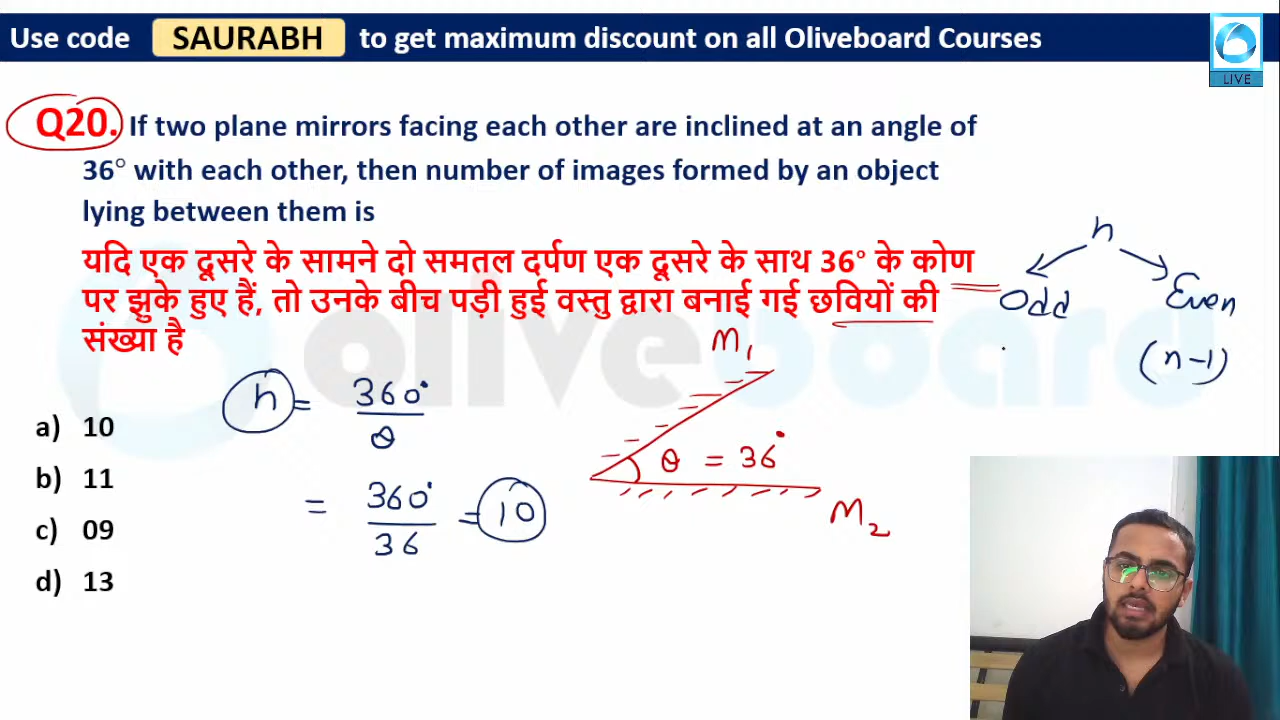 Use code SAURABH to get maximum discount on all Oliveboard Courses
LIVE
Q20. If two plane mirrors facing each other are inclined at an angle of
36° with each other, then number of images formed by an object
lying between them is
यदि एक दूसरे के सामने दो समतल दर्पण एक दूसरे के साथ 36° के कोण
पर झुके हुए हैं, तो उनके बीच पड़ी हुई वस्तु द्वारा बनाई गई छवियों की
संख्या है
oliveboard
a) 10
b) 11
c) 09
d) 13
n = 360°
θ
= 360° = 10
36
M1
θ = 36°
M2
n
Odd Even
(n-1)